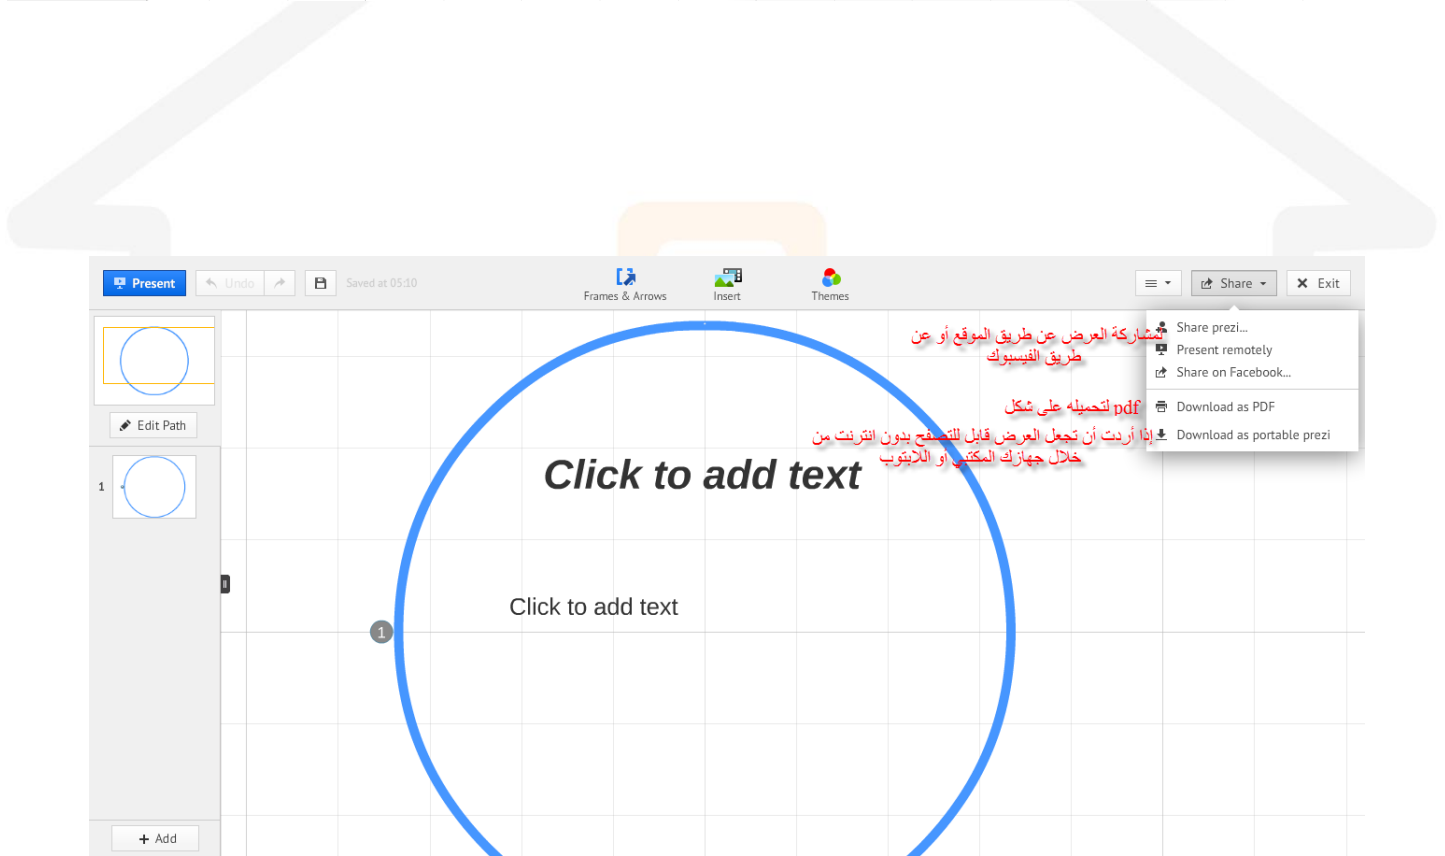 Present
Undo
Saved at 05:10
Frames & Arrows
Insert
Themes
Share
Exit
Share prezi...
Present remotely
Share on Facebook...
Download as PDF
Download as portable prezi
لمشاركة العرض عن طريق الموقع أو عن
طريق الفيسبوك
لتحميله على شكل pdf
إذا أردت أن تجعل العرض قابل للتصفح بدون انترنت من
خلال جهازك المكتبي أو اللابتوب
Edit Path
1
Click to add text
Click to add text
1
Add